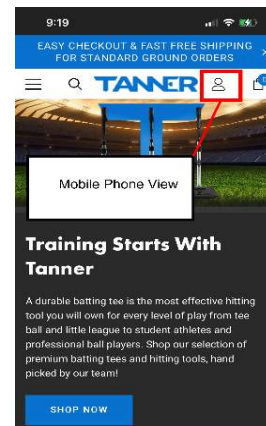 9:19
EASY CHECKOUT & FAST FREE SHIPPING
FOR STANDARD GROUND ORDERS
TANNER
Mobile Phone View
Training Starts With
Tanner
A durable batting tee is the most effective hitting
tool you will own for every level of play from tee
ball and little league to student athletes and
professional ball players. Shop our selection of
premium batting tees and hitting tools, hand
picked by our team!
SHOP NOW